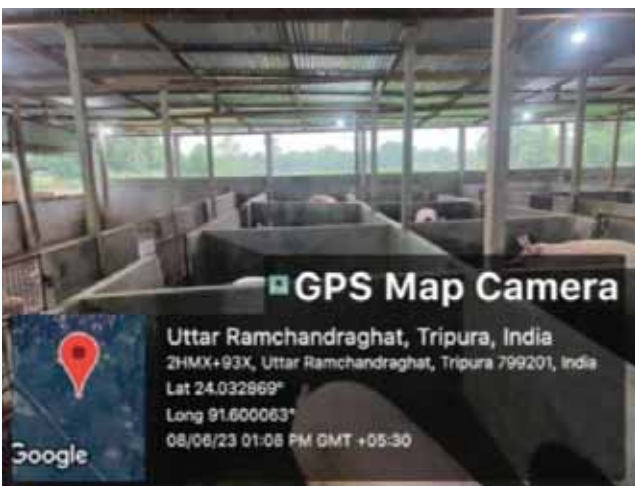 GPS Map Camera
Uttar Ramchandraghat, Tripura, India
2HMX+93X, Uttar Ramchandraghat, Tripura 799201, India
Lat 24.032869°
Long 91.600063°
08/06/23 01:08 PM GMT +05:30
Google